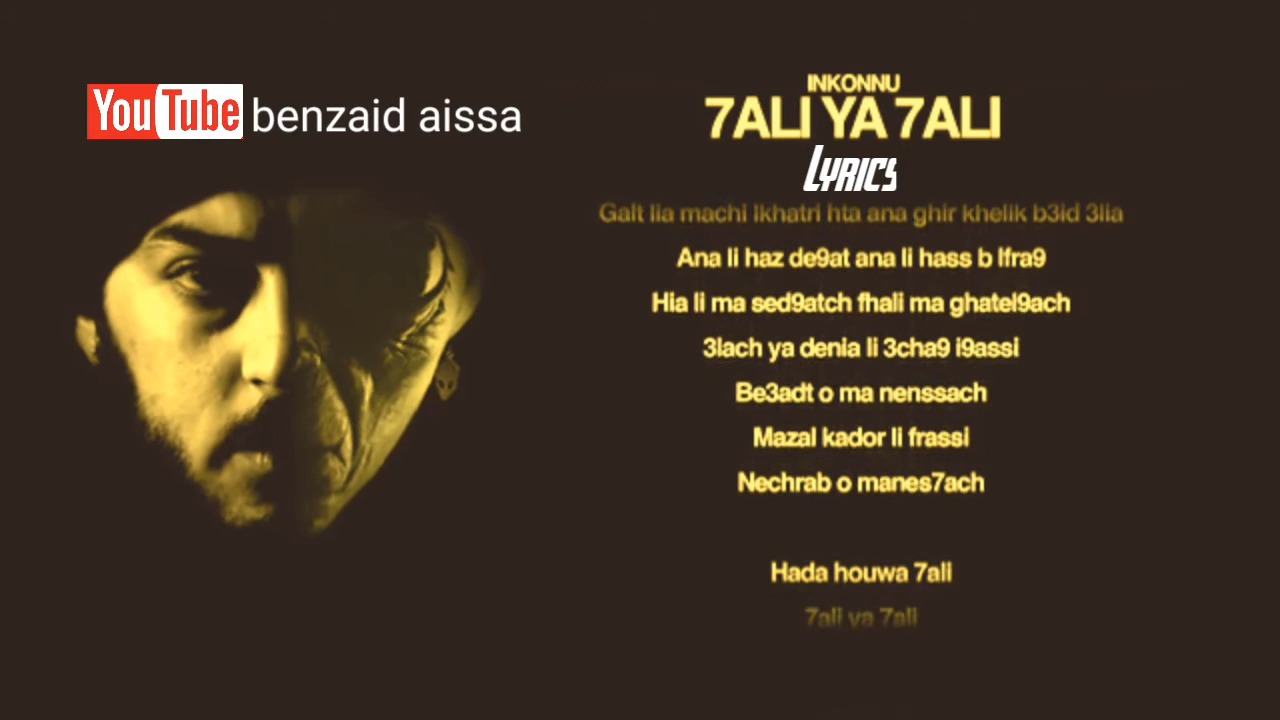 YouTube benzaid aissa
INKONNU
7ALI YA 7ALI
LYRICS
Galt lia machi lkhatri hta ana ghir khelik b3id 3lia
Ana li haz de9at ana li hass b lfra9
Hia li ma sed9atch fhali ma ghatel9ach
3lach ya denia li 3cha9 i9assi
Be3adt o ma nenssach
Mazal kador li frassi
Nechrab o manes7ach
Hada houwa 7ali
7ali ya 7ali